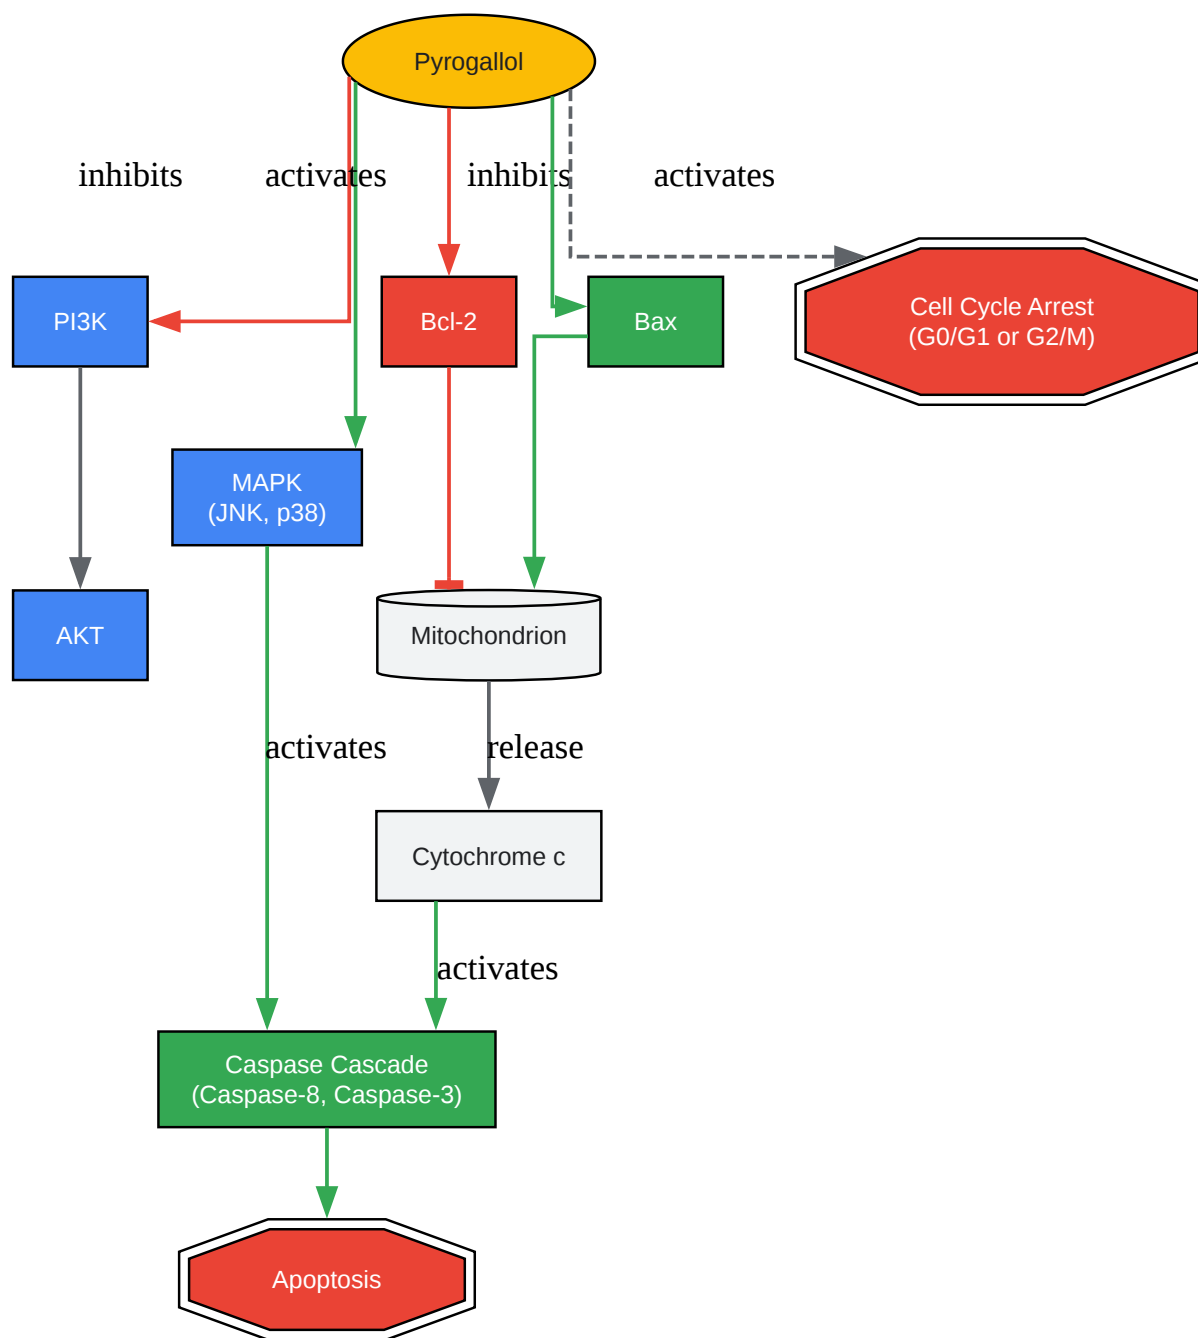 Pyrogallol
inhibits
activates
inhibits
activates
PI3K
Bcl-2
Bax
Cell Cycle Arrest
(G0/G1 or G2/M)
MAPK
(JNK, p38)
AKT
Mitochondrion
activates
release
Cytochrome c
activates
Caspase Cascade
(Caspase-8, Caspase-3)
Apoptosis